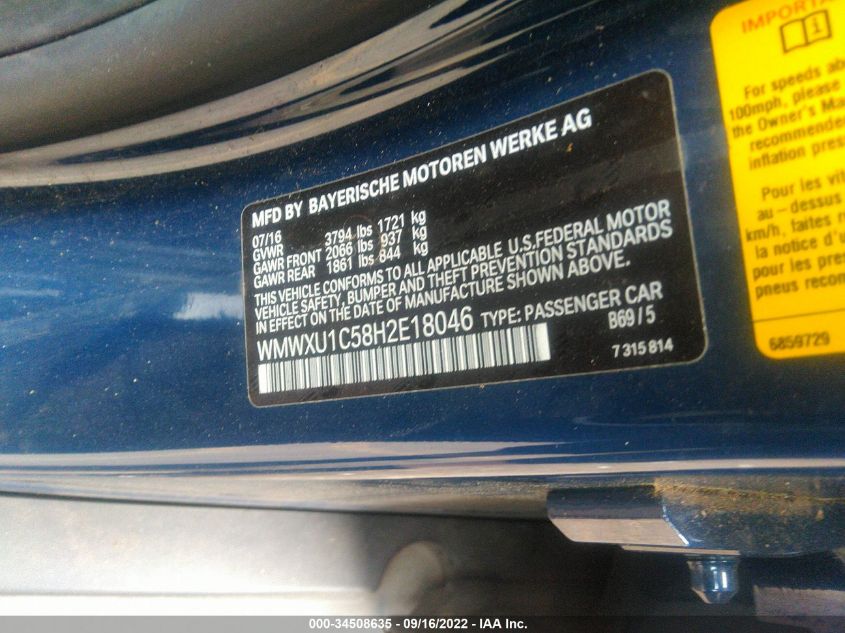 MFD BY BAYERISCHE MOTOREN WERKE AG
07/16
GVWR 3794 lbs 1721 kg
GAWR FRONT 2066 lbs 937 kg
GAWR REAR 1861 lbs 844 kg
THIS VEHICLE CONFORMS TO ALL APPLICABLE U.S.FEDERAL MOTOR
VEHICLE SAFETY, BUMPER AND THEFT PREVENTION STANDARDS
IN EFFECT ON THE DATE OF MANUFACTURE SHOWN ABOVE.
WMWXU1C58H2E18046 TYPE: PASSENGER CAR
B69 / 5
7 315 814
IMPORTA
For speeds abo
100mph, please
the Owner's Ma
recommended
inflation pressu
Pour les vit
au – dessus
km/h, faites
la notice d'
pour les pres
pneus recom
6859729
000-34508635 - 09/16/2022 - IAA Inc.